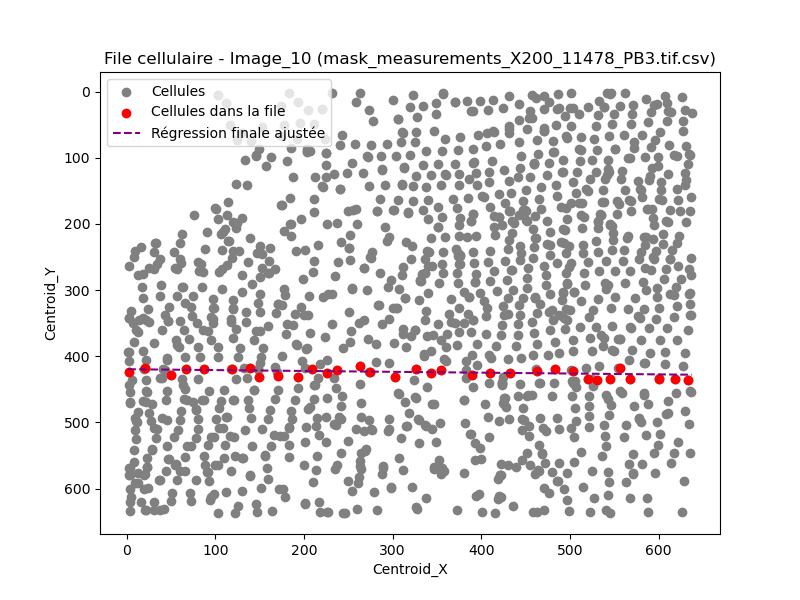 File cellulaire - Image_10 (mask_measurements_X200_11478_PB3.tif.csv)
Cellules
Cellules dans la file
Régression finale ajustée
0
100
200
300
400
500
600
Centroid_Y
0 100 200 300 400 500 600
Centroid_X